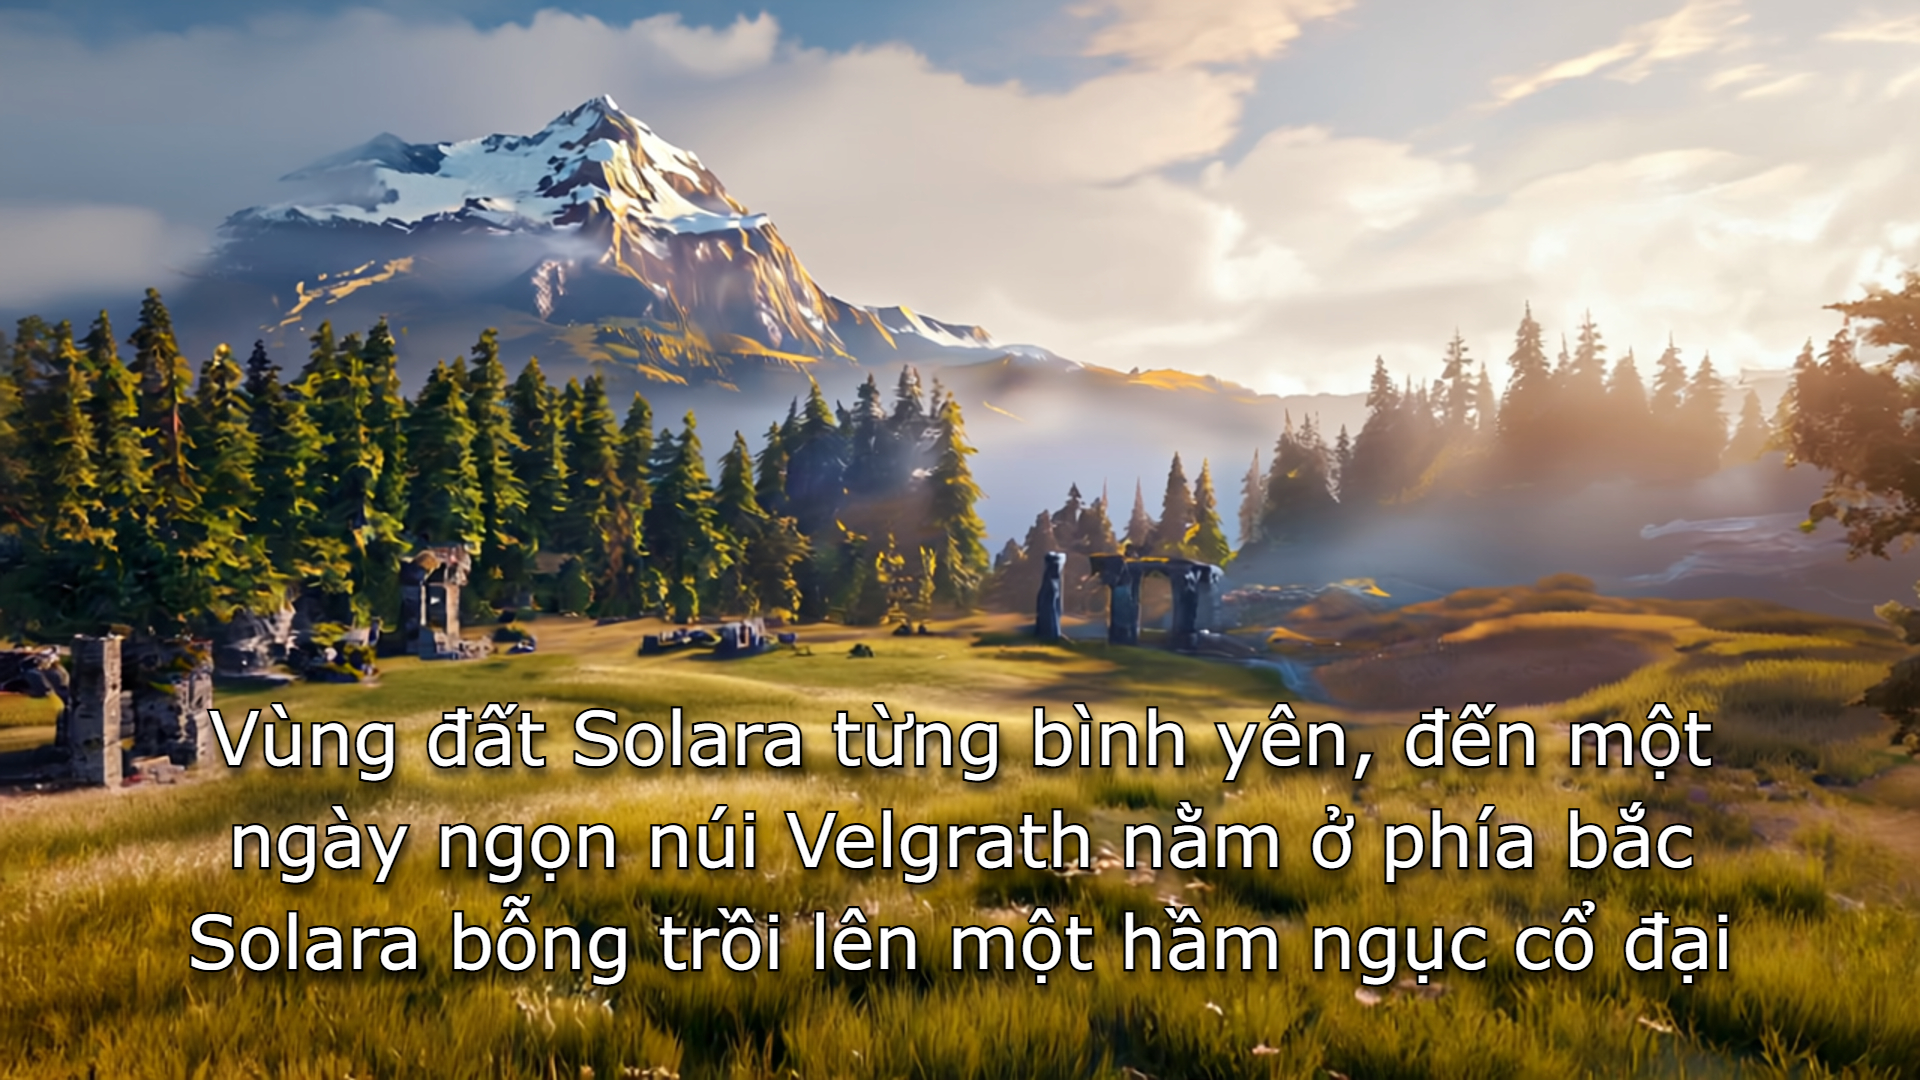 Vùng đất Solara từng bình yên, đến một
ngày ngọn núi Velgrath nằm ở phía bắc
Solara bỗng trồi lên một hầm ngục cổ đại